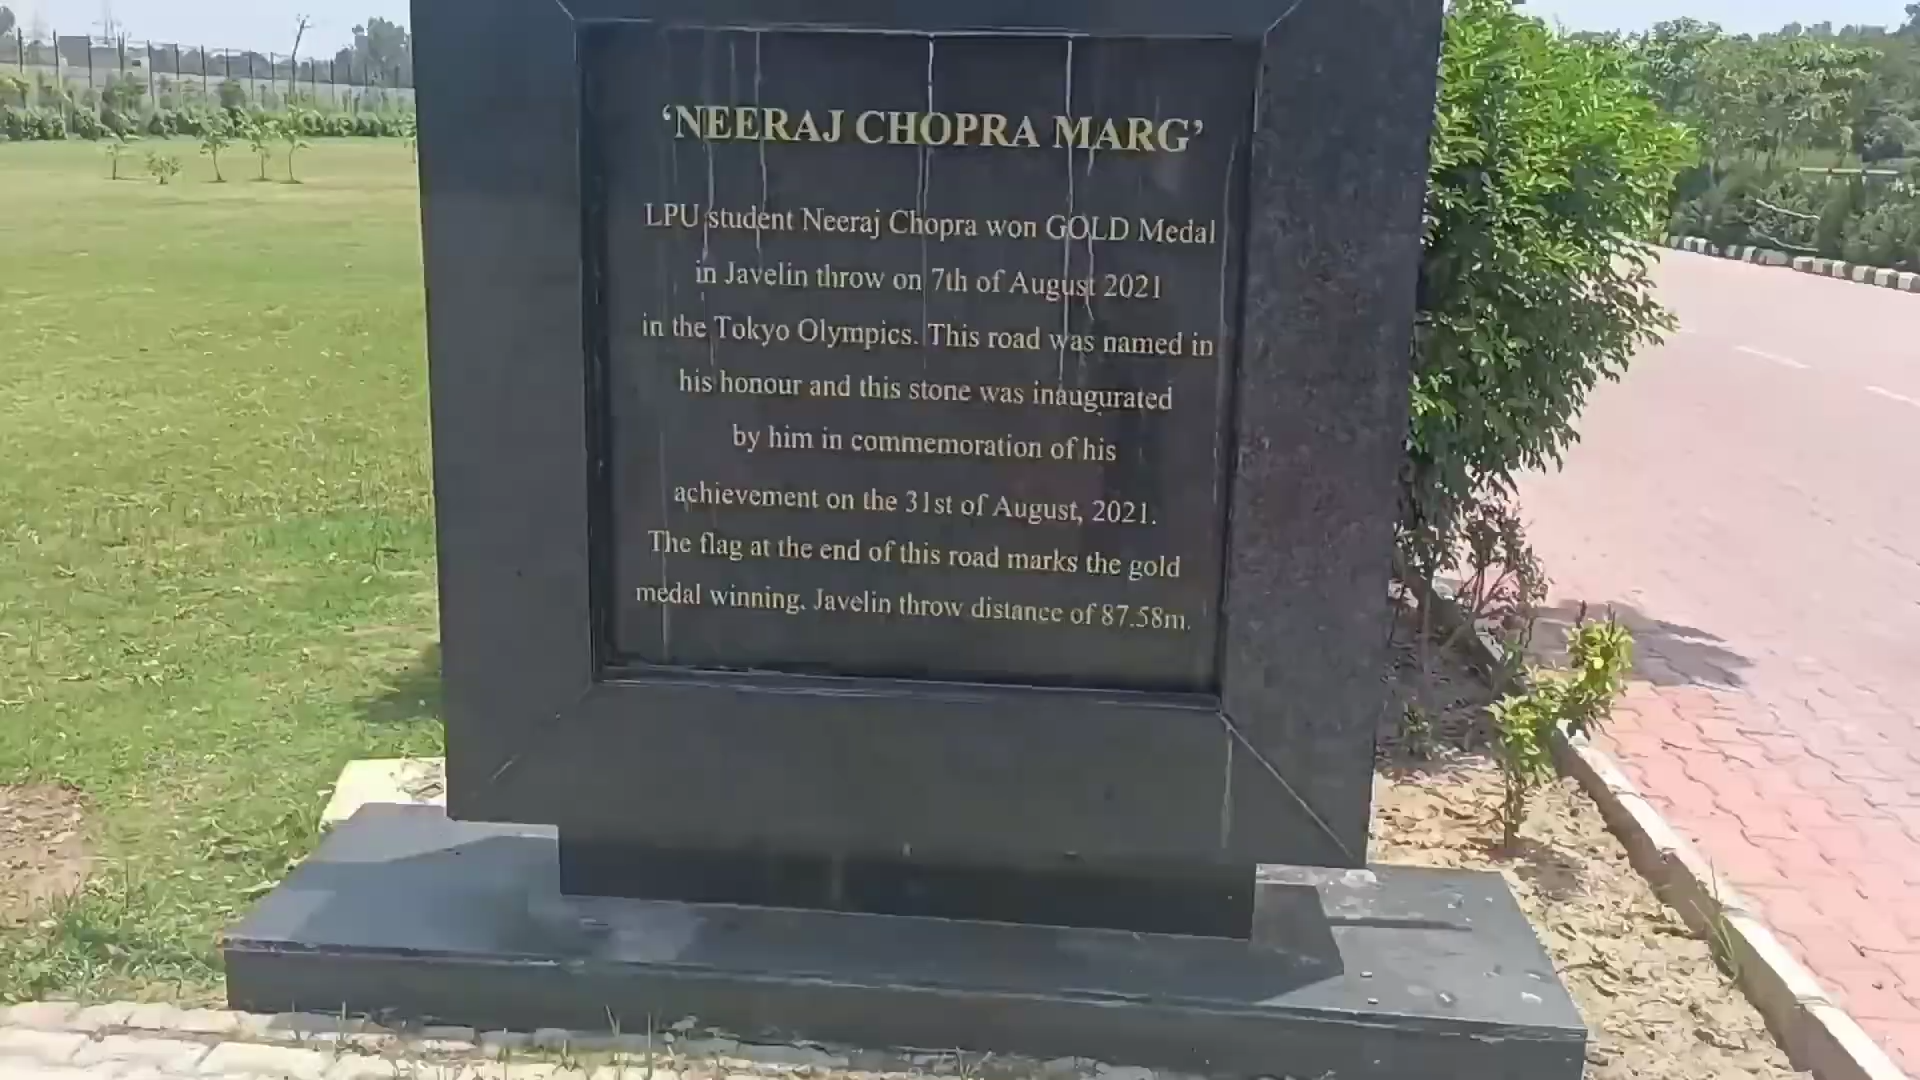 ‘NEERAJ CHOPRA MARG’
LPU student Neeraj Chopra won GOLD Medal
in Javelin throw on 7th of August 2021
in the Tokyo Olympics. This road was named in
his honour and this stone was inaugurated
by him in commemoration of his
achievement on the 31st of August, 2021.
The flag at the end of this road marks the gold
medal winning. Javelin throw distance of 87.58m.